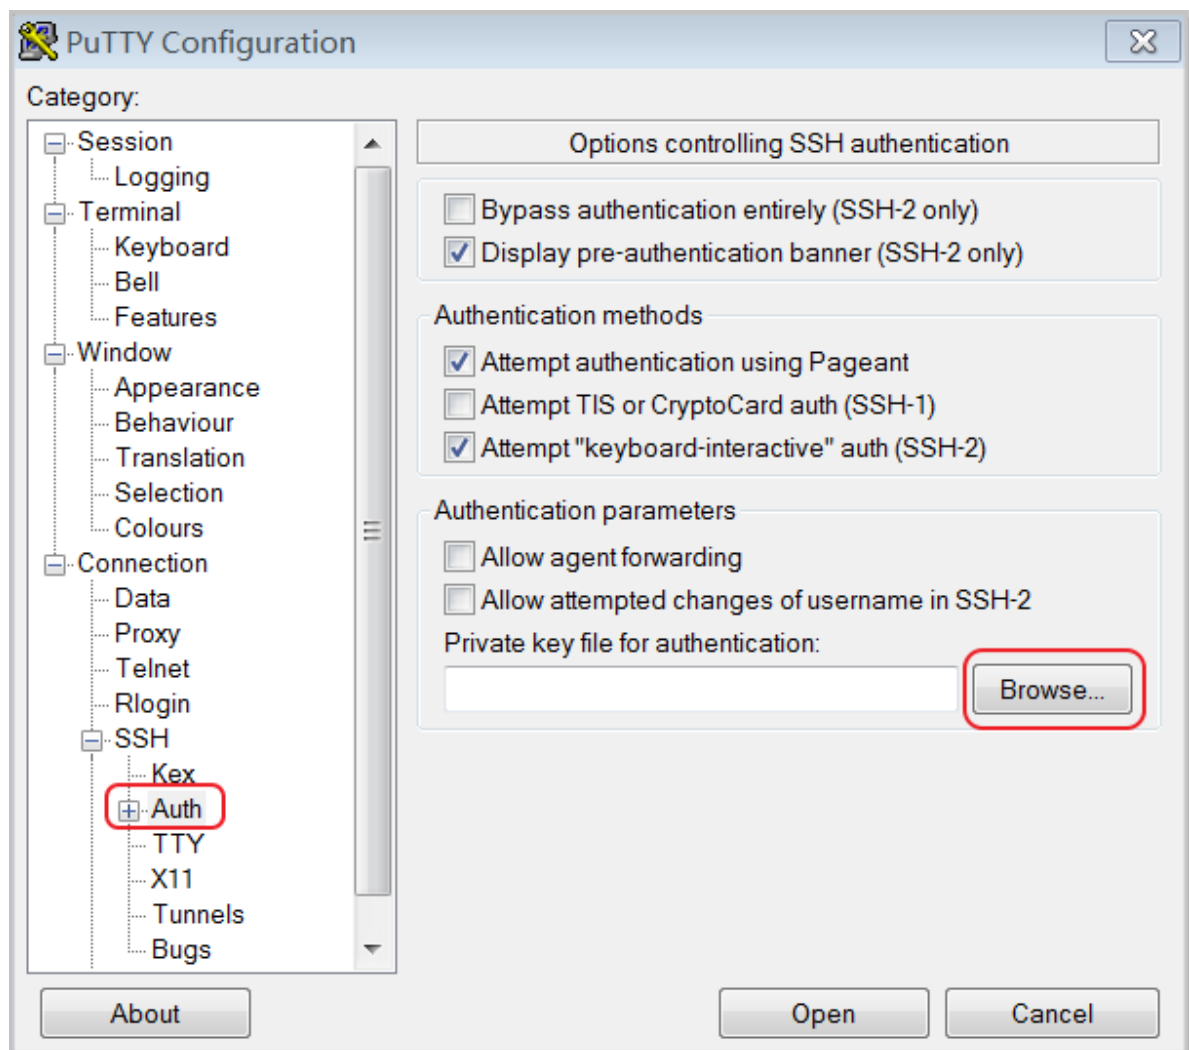 PuTTY Configuration
Category:
Session
Logging
Terminal
Keyboard
Bell
Features
Window
Appearance
Behaviour
Translation
Selection
Colours
Connection
Data
Proxy
Telnet
Rlogin
SSH
Kex
Auth
TTY
X11
Tunnels
Bugs
Options controlling SSH authentication
Bypass authentication entirely (SSH-2 only)
Display pre-authentication banner (SSH-2 only)
Authentication methods
Attempt authentication using Pageant
Attempt TIS or CryptoCard auth (SSH-1)
Attempt "keyboard-interactive" auth (SSH-2)
Authentication parameters
Allow agent forwarding
Allow attempted changes of username in SSH-2
Private key file for authentication:
Browse...
About
Open
Cancel